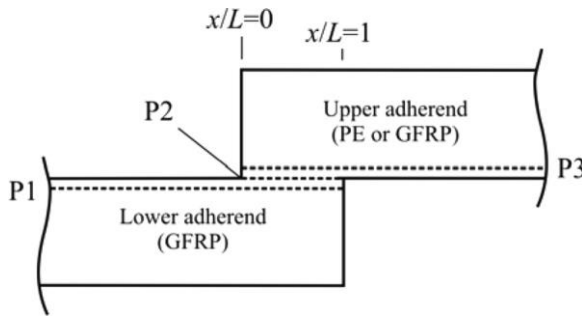 x/L=0
x/L=1
Upper adherend
(PE or GFRP)
P2
P3
P1
Lower adherend
(GFRP)